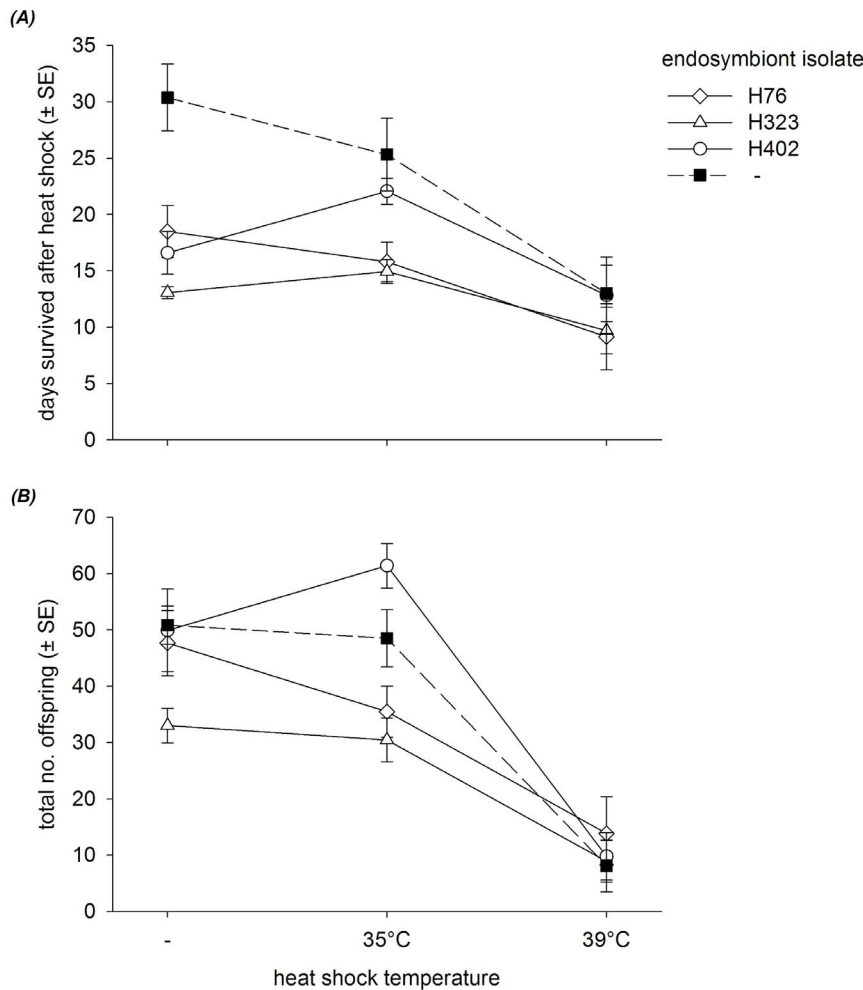 (A)
35
30
25
20
15
10
5
0
days survived after heat shock (± SE)
endosymbiont isolate
H76
H323
H402
-
(B)
70
60
50
40
30
20
10
0
total no. offspring (± SE)
- 35°C 39°C
heat shock temperature